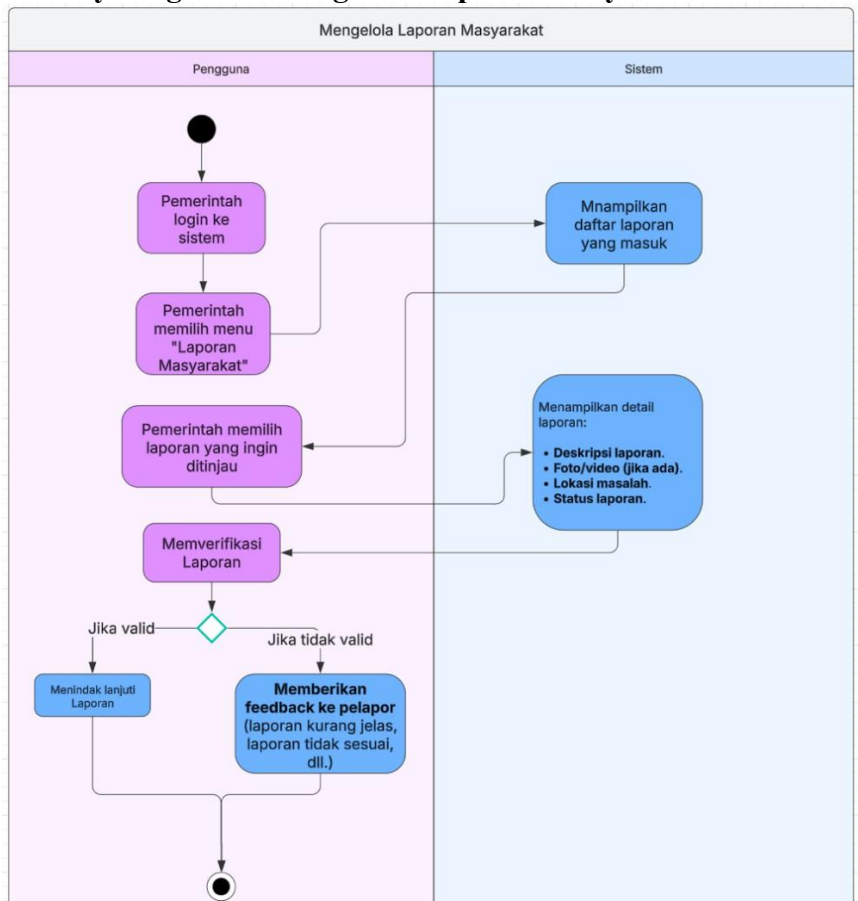 Mengelola Laporan Masyarakat
Pengguna
Sistem
Pemerintah
login ke
sistem
Mnampilkan
daftar laporan
yang masuk
Pemerintah
memilih menu
"Laporan
Masyarakat"
Pemerintah memilih
laporan yang ingin
ditinjau
Menampilkan detail
laporan:
• Deskripsi laporan.
• Foto/video (jika ada).
• Lokasi masalah.
• Status laporan.
Memverifikasi
Laporan
Jika valid
Jika tidak valid
Menindak lanjuti
Laporan
Memberikan
feedback ke pelapor
(laporan kurang jelas,
laporan tidak sesuai,
dll.)